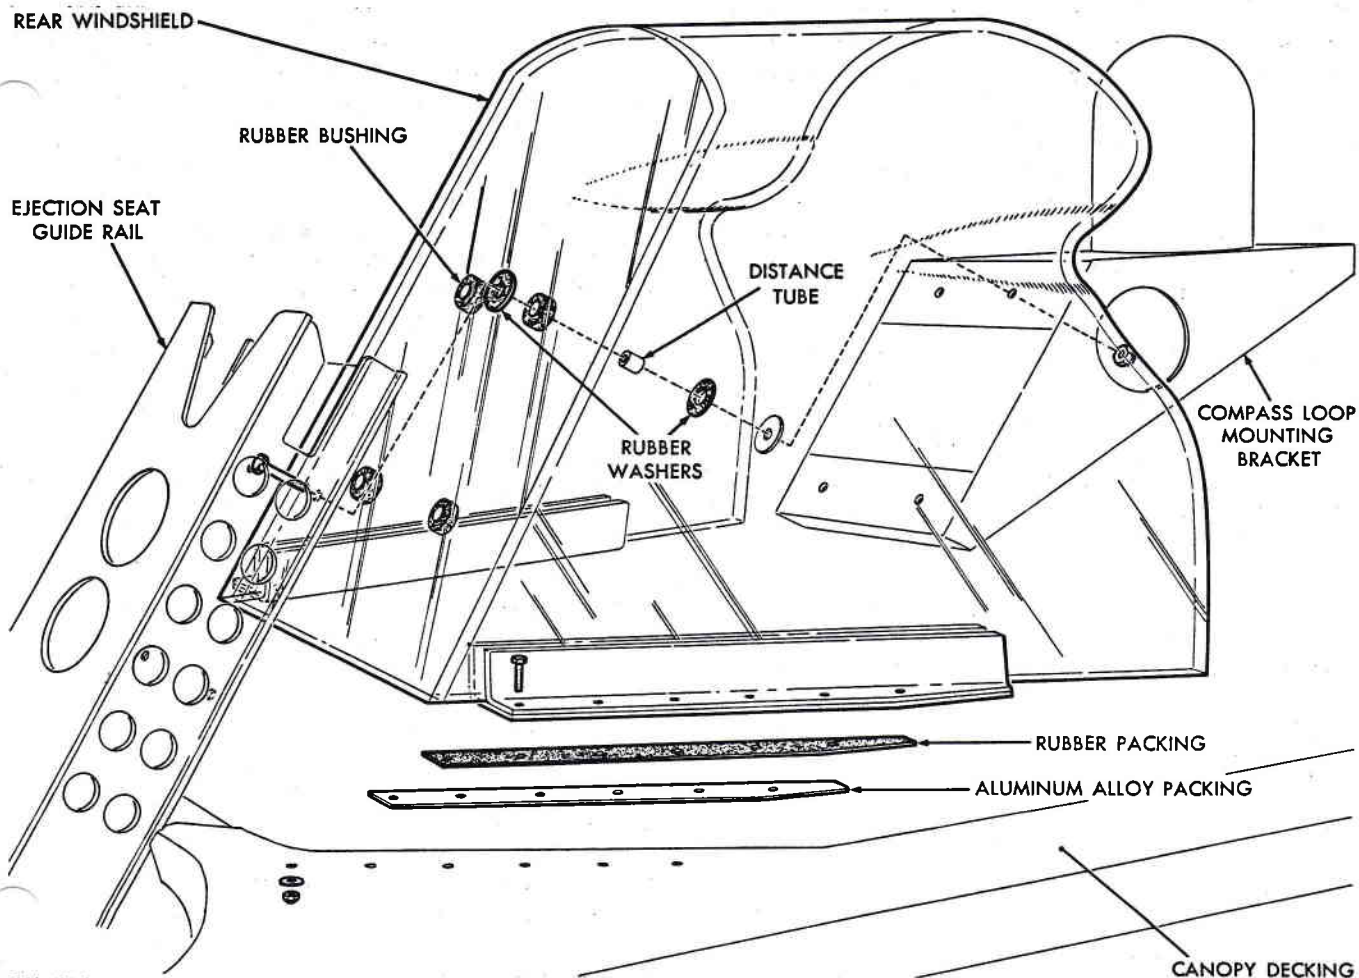 REAR WINDSHIELD
RUBBER BUSHING
EJECTION SEAT
GUIDE RAIL
DISTANCE
TUBE
RUBBER
WASHERS
COMPASS LOOP
MOUNTING
BRACKET
RUBBER PACKING
ALUMINUM ALLOY PACKING
CANOPY DECKING